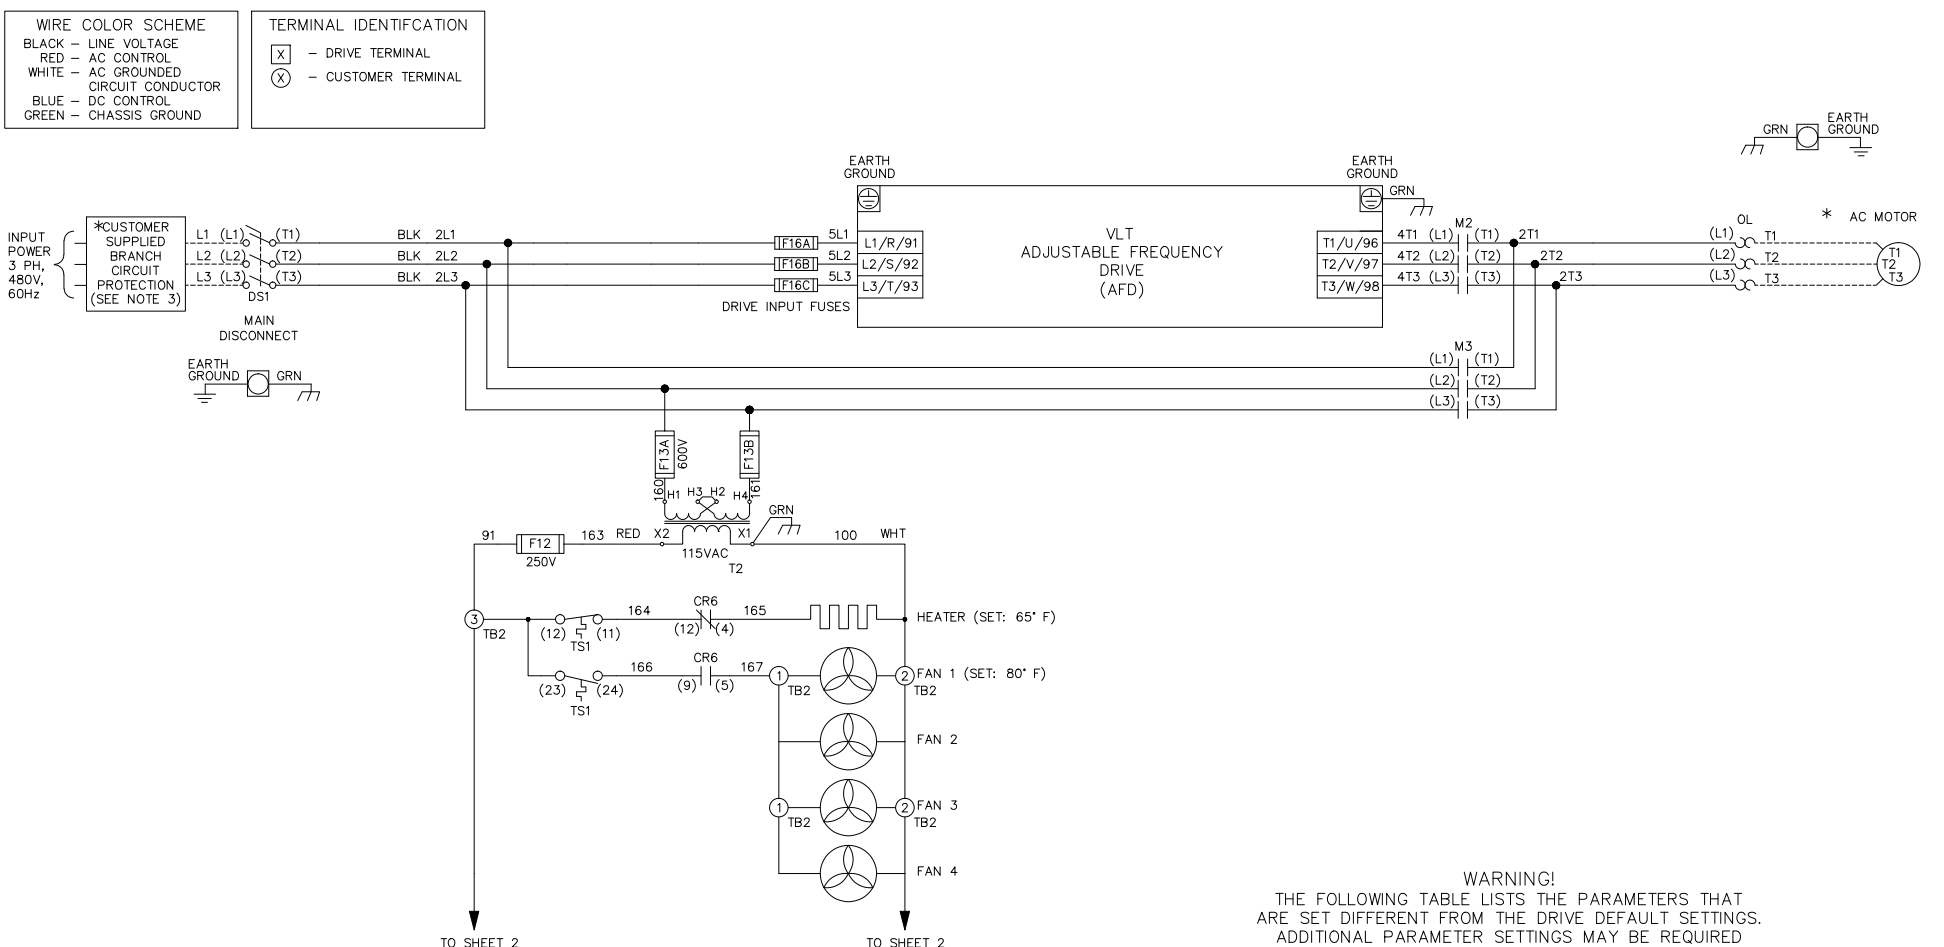 WIRE COLOR SCHEME
BLACK – LINE VOLTAGE
RED – AC CONTROL
WHITE – AC GROUNDED
CIRCUIT CONDUCTOR
BLUE – DC CONTROL
GREEN – CHASSIS GROUND
TERMINAL IDENTIFCATION
X – DRIVE TERMINAL
X – CUSTOMER TERMINAL
GRN
EARTH
GROUND
INPUT
POWER
3 PH,
480V,
60Hz
*CUSTOMER
SUPPLIED
BRANCH
CIRCUIT
PROTECTION
(SEE NOTE 3)
L1 (L1) (T1)
L2 (L2) (T2)
L3 (L3) (T3)
DS1
MAIN
DISCONNECT
EARTH
GROUND
GRN
BLK 2L1
BLK 2L2
BLK 2L3
F16A 5L1
F16B 5L2
F16C 5L3
DRIVE INPUT FUSES
EARTH
GROUND
L1/R/91
L2/S/92
L3/T/93
VLT
ADJUSTABLE FREQUENCY
DRIVE
(AFD)
EARTH
GROUND
GRN
T1/U/96
T2/V/97
T3/W/98
M2
4T1 (L1) (T1) 2T1
4T2 (L2) (T2) 2T2
4T3 (L3) (T3) 2T3
OL
(L1) T1
(L2) T2
(L3) T3
* AC MOTOR
T1
T2
T3
M3
(L1) (T1)
(L2) (T2)
(L3) (T3)
F13A
600V
F13B
160
161
H1 H3 H2 H4
GRN
91 F12 163 RED X2 X1 100 WHT
250V
115VAC
T2
3
TB2
(12) (11)
TS1
164
CR6
(12) (4)
165
HEATER (SET: 65° F)
(23) (24)
TS1
166
CR6
(9) (5)
167
1
TB2
2
TB2
FAN 1 (SET: 80° F)
FAN 2
1
TB2
2
TB2
FAN 3
FAN 4
TO SHEET 2
TO SHEET 2
WARNING!
THE FOLLOWING TABLE LISTS THE PARAMETERS THAT
ARE SET DIFFERENT FROM THE DRIVE DEFAULT SETTINGS.
ADDITIONAL PARAMETER SETTINGS MAY BE REQUIRED